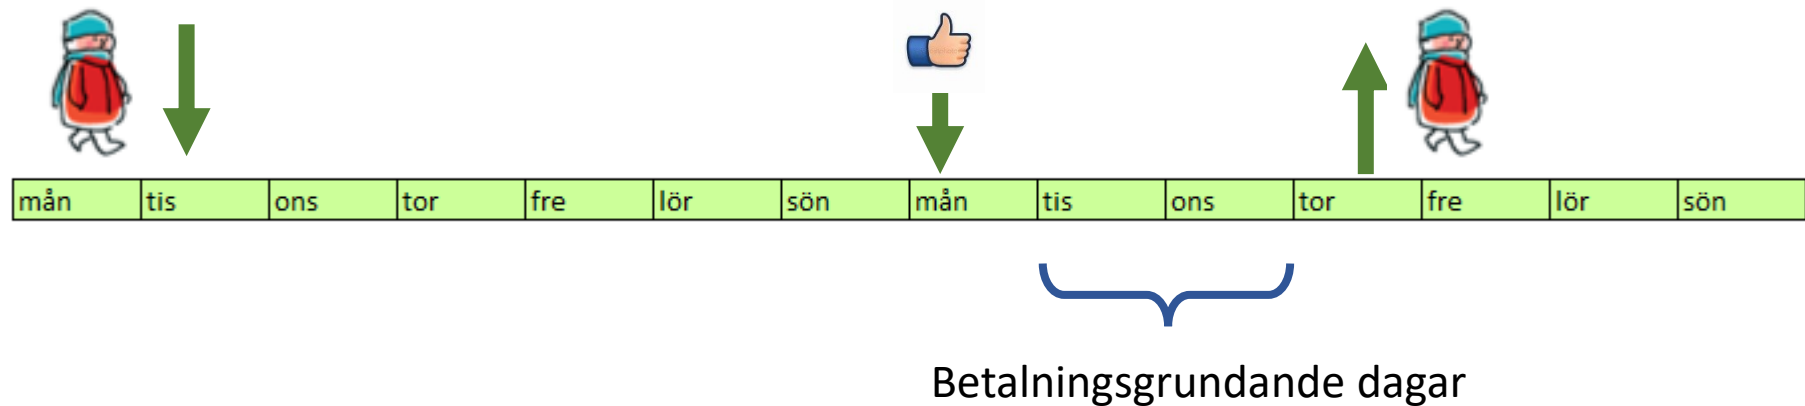 mån tis ons tor fre lör sön mån tis ons tor fre lör sön
Betalningsgrundande dagar